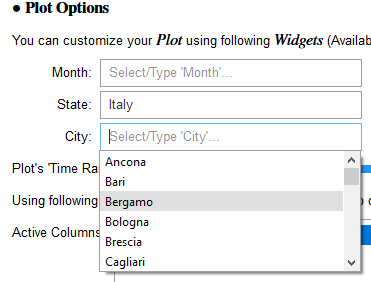 ● Plot Options
You can customize your Plot using following Widgets (Availab
Month: Select/Type 'Month'...
State: Italy
City: Select/Type 'City'...
Ancona
Plot's 'Time Ra
Bari
Using following
Bergamo
Bologna
Active Columns
Brescia
Cagliari